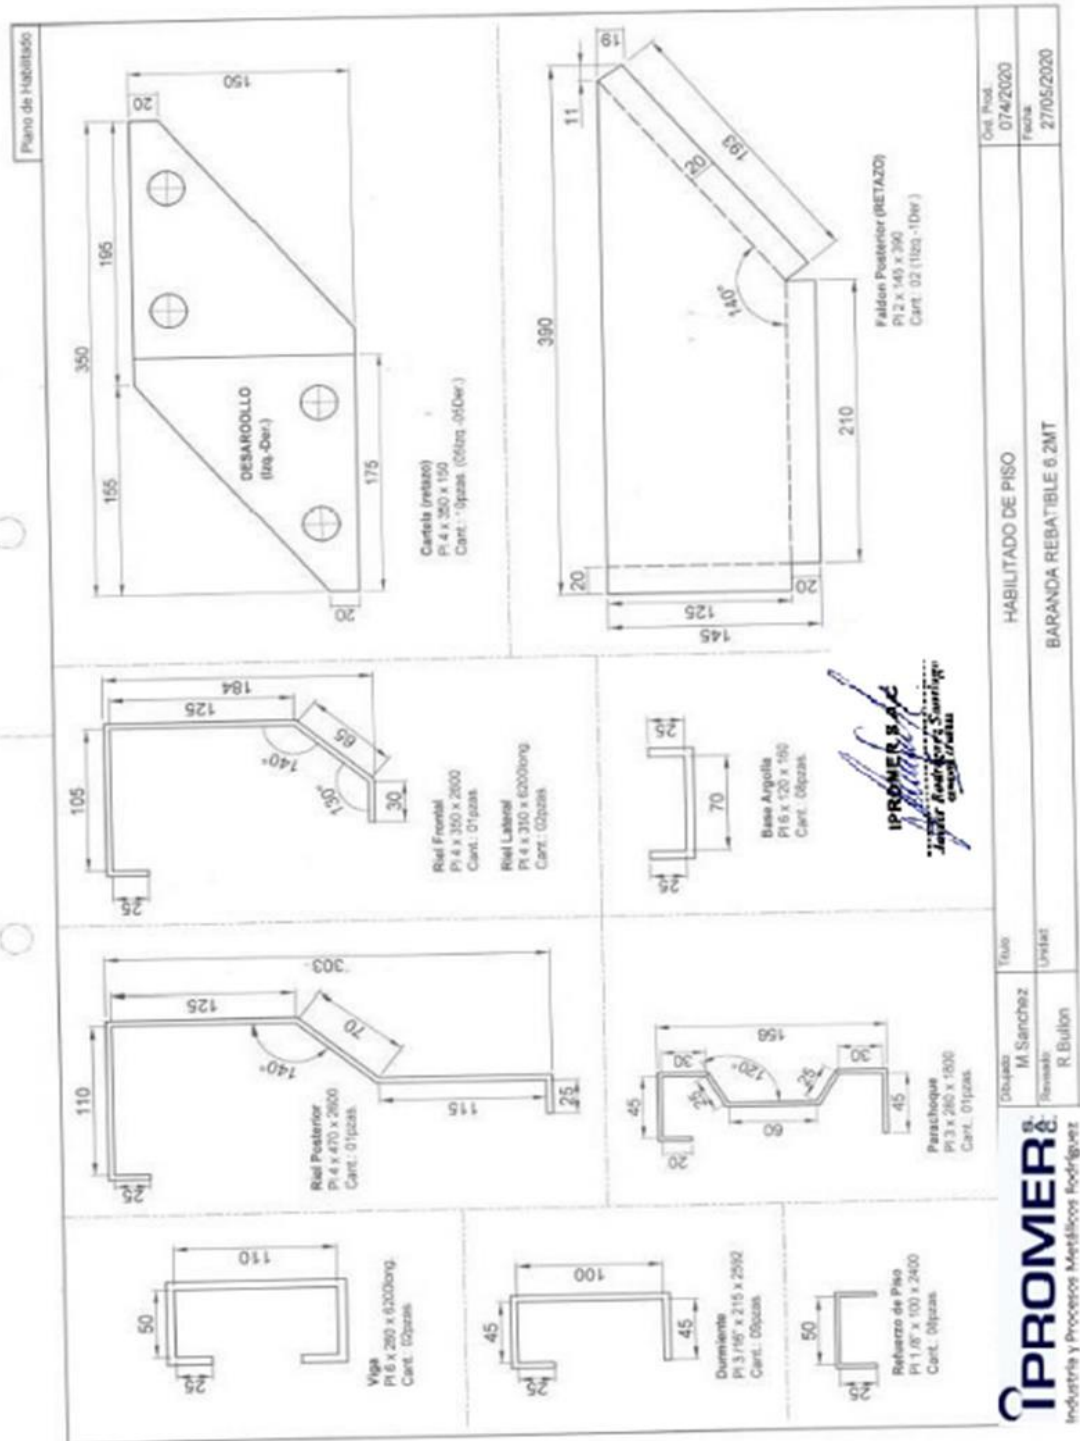 Plano de Habilitado
50
110
25
Viga
Pl 6 x 280 x 6200long.
Cant.: 02pzas.
45
100
25
45
Durmiente
Pl 3/16" x 215 x 2592
Cant.: 09pzas.
50
25
Refuerzo de Piso
Pl 1/8" x 100 x 2400
110
125
303
25
140°
70
25
Riel Posterior
Pl 4 x 470 x 2600
Cant.: 01pzas.
45
30
156
20
25
120°
60
25
30
45
Parachoque
Pl 3 x 280 x 1800
Cant.: 01pzas.
105
125
184
25
140°
65
130°
30
Riel Frontal
Pl 4 x 350 x 2600
Cant.: 01pzas.
Riel Lateral
Pl 4 x 350 x 6200long.
Cant.: 02pzas.
25
70
25
Base Argolla
Pl 6 x 120 x 160
Cant.: 08pzas.
350
155
195
20
150
DESAROOLLO
(Izq.-Der.)
20
175
Cartela (retazo)
Pl 4 x 350 x 150
390
11
18
20
125
145
20
140°
20
193
210
Faldon Posterior (RETAZO)
Pl 2 x 145 x 390
Cant.: 02 (1Izq.-1Der.)
IPROMER S.A.C
Javier Rodriguez Santiago
IPROMER S.A.C.
Industria y Procesos Metálicos Rodríguez
Dibujado:
M.Sanchez
Revisado:
R.Bullon
Titulo:
HABILITADO DE PISO
Unidad:
BARANDA REBATIBLE 6.2MT
Ord. Prod.:
074/2020
Fecha:
27/05/2020